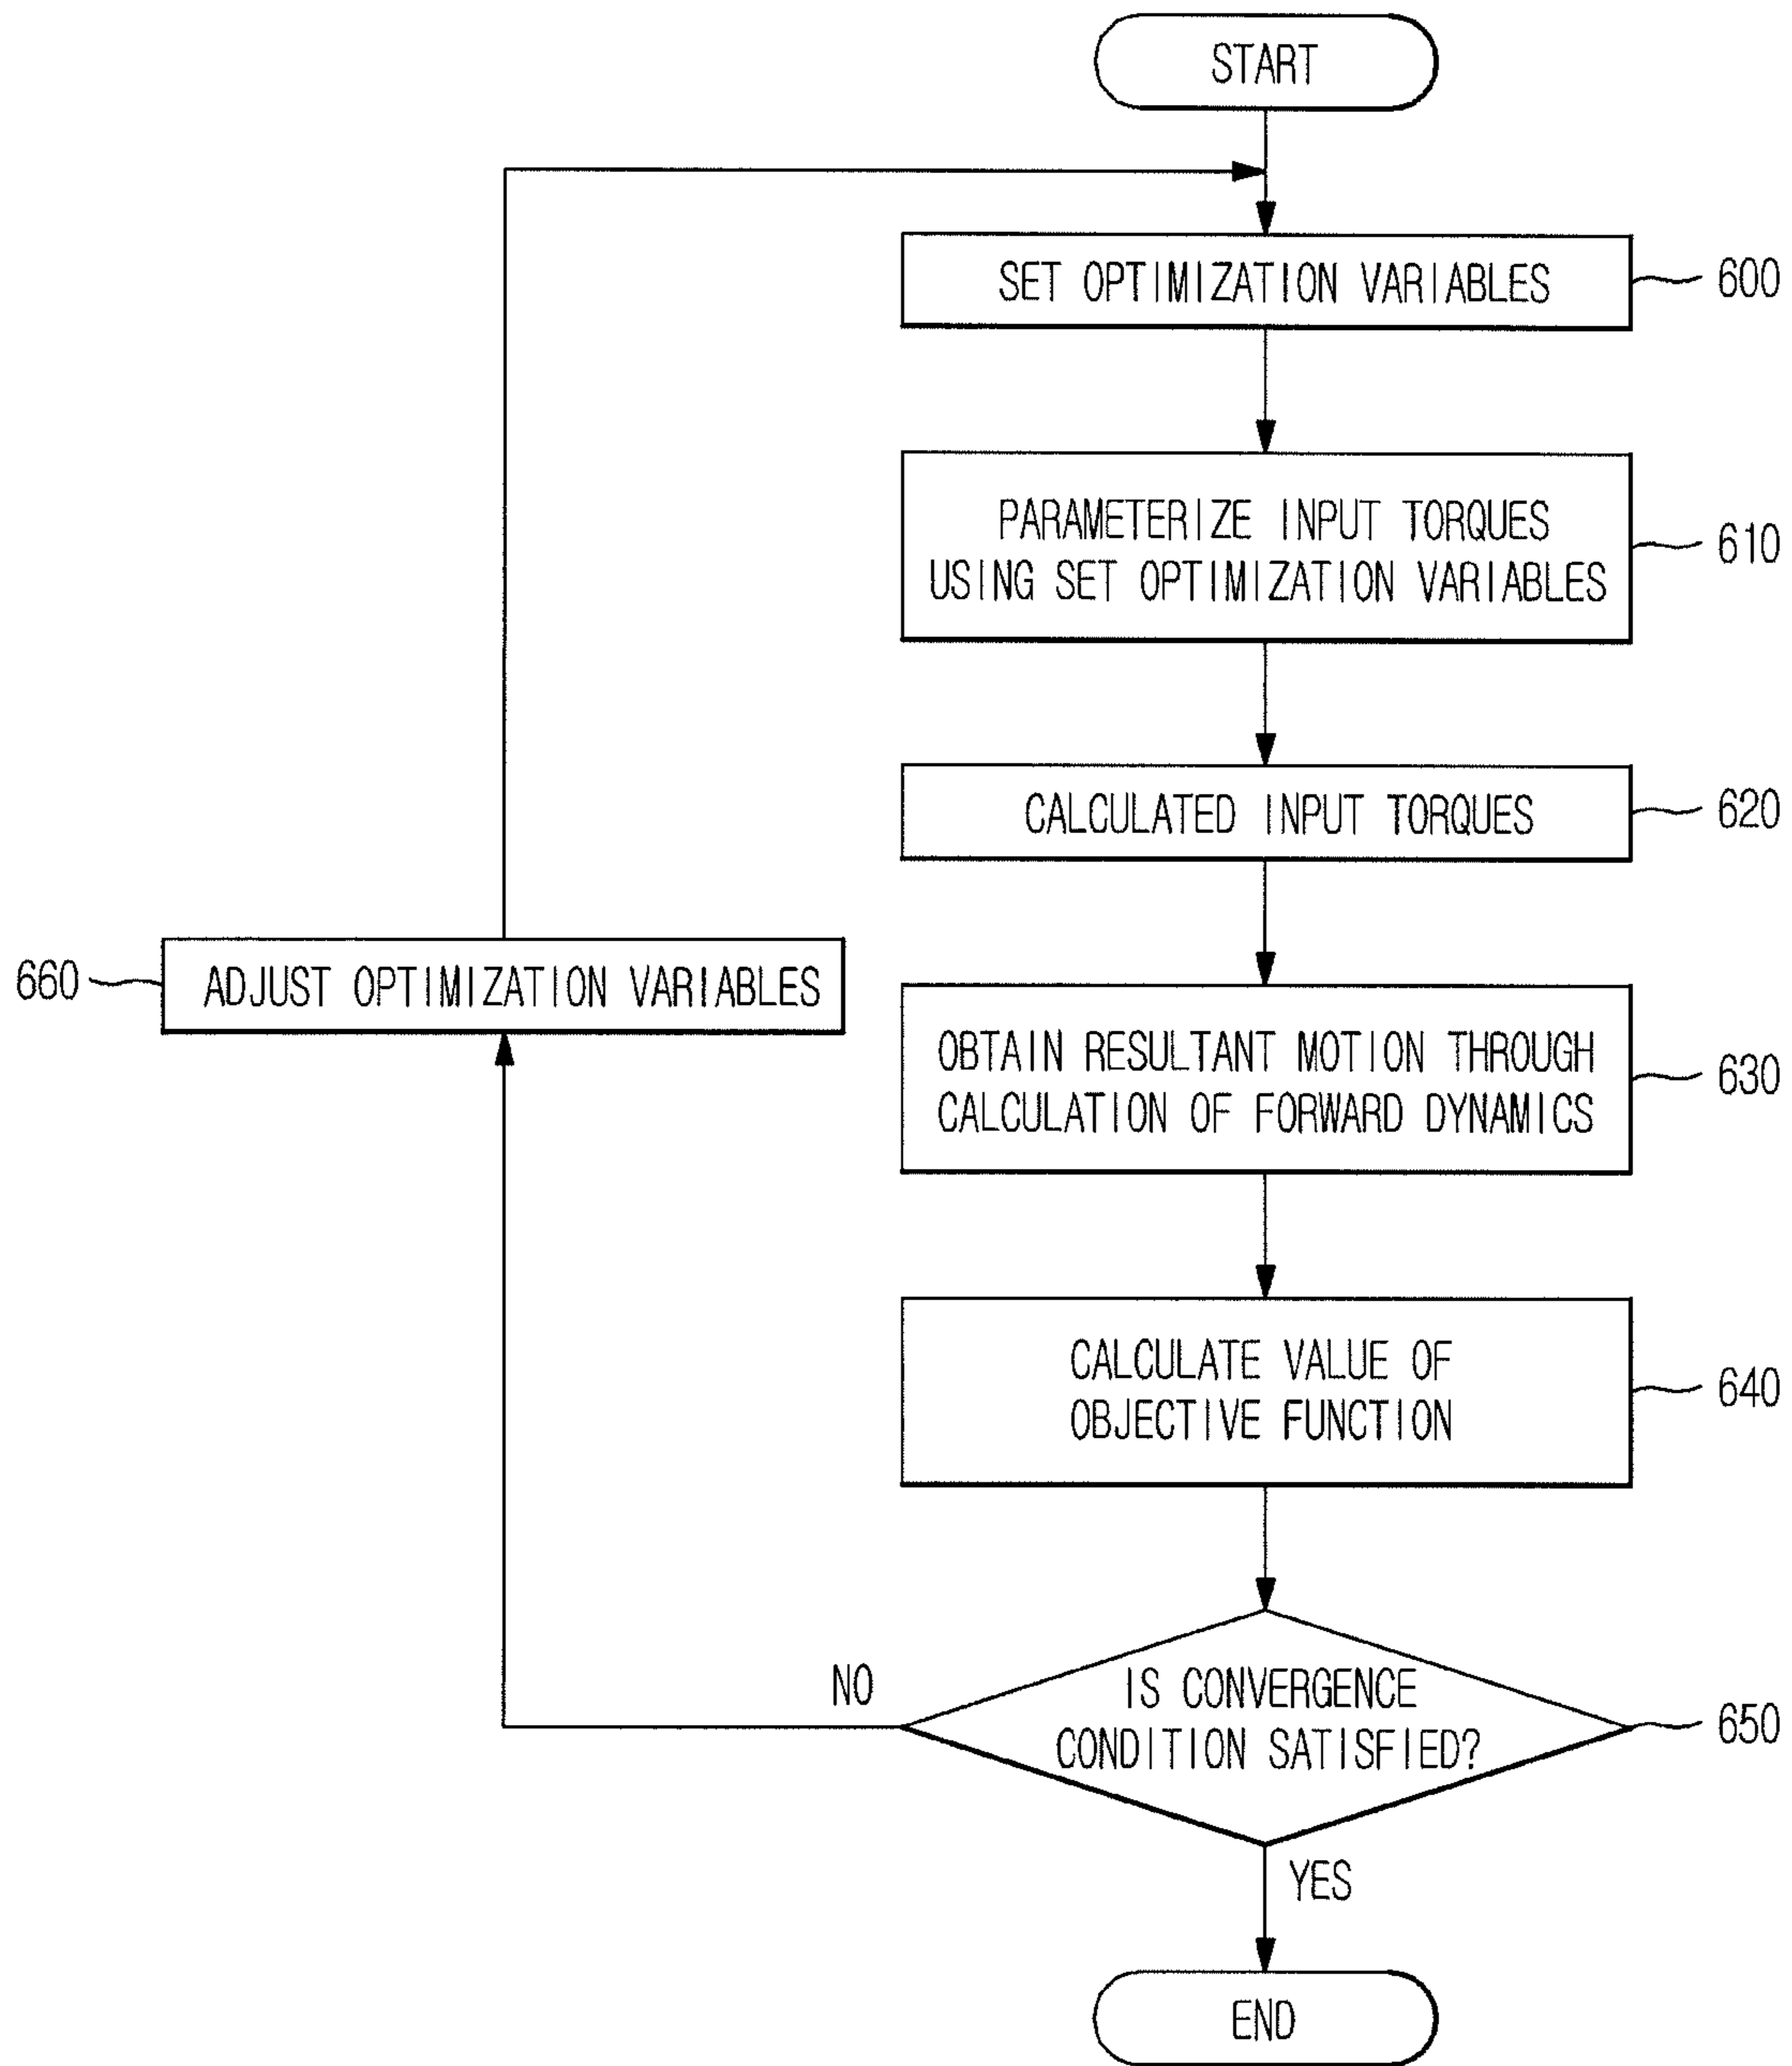 START
SET OPTIMIZATION VARIABLES
600
PARAMETERIZE INPUT TORQUES
USING SET OPTIMIZATION VARIABLES
610
CALCULATED INPUT TORQUES
620
660
ADJUST OPTIMIZATION VARIABLES
OBTAIN RESULTANT MOTION THROUGH
CALCULATION OF FORWARD DYNAMICS
630
CALCULATE VALUE OF
OBJECTIVE FUNCTION
640
NO
IS CONVERGENCE
CONDITION SATISFIED?
650
YES
END